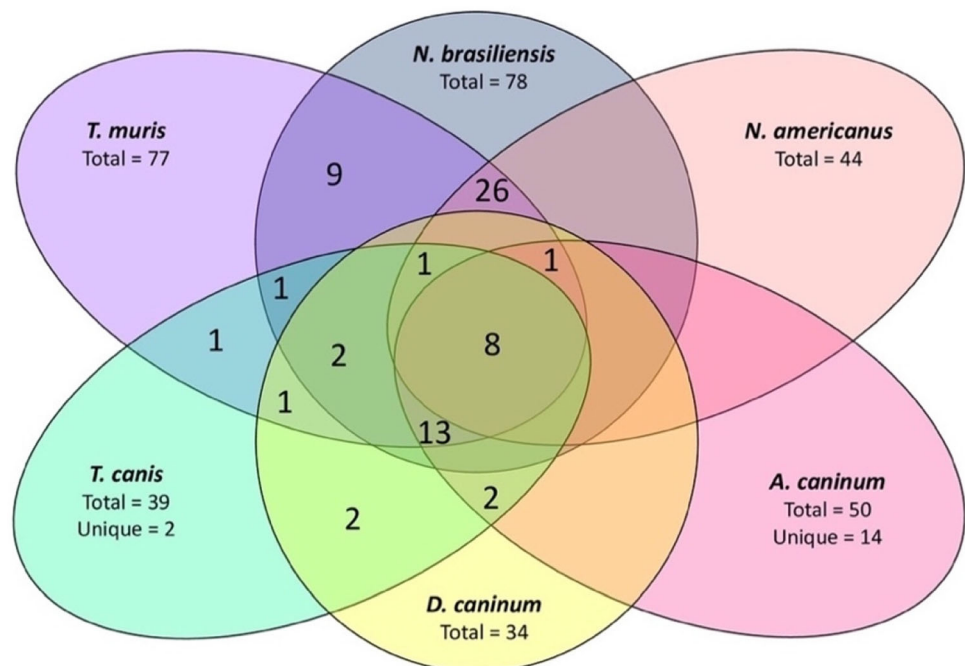 N. brasiliensis
Total = 78
T. muris
Total = 77
N. americanus
Total = 44
9
26
1
1
1
1
2
8
1
13
2
2
T. canis
Total = 39
Unique = 2
A. caninum
Total = 50
Unique = 14
D. caninum
Total = 34